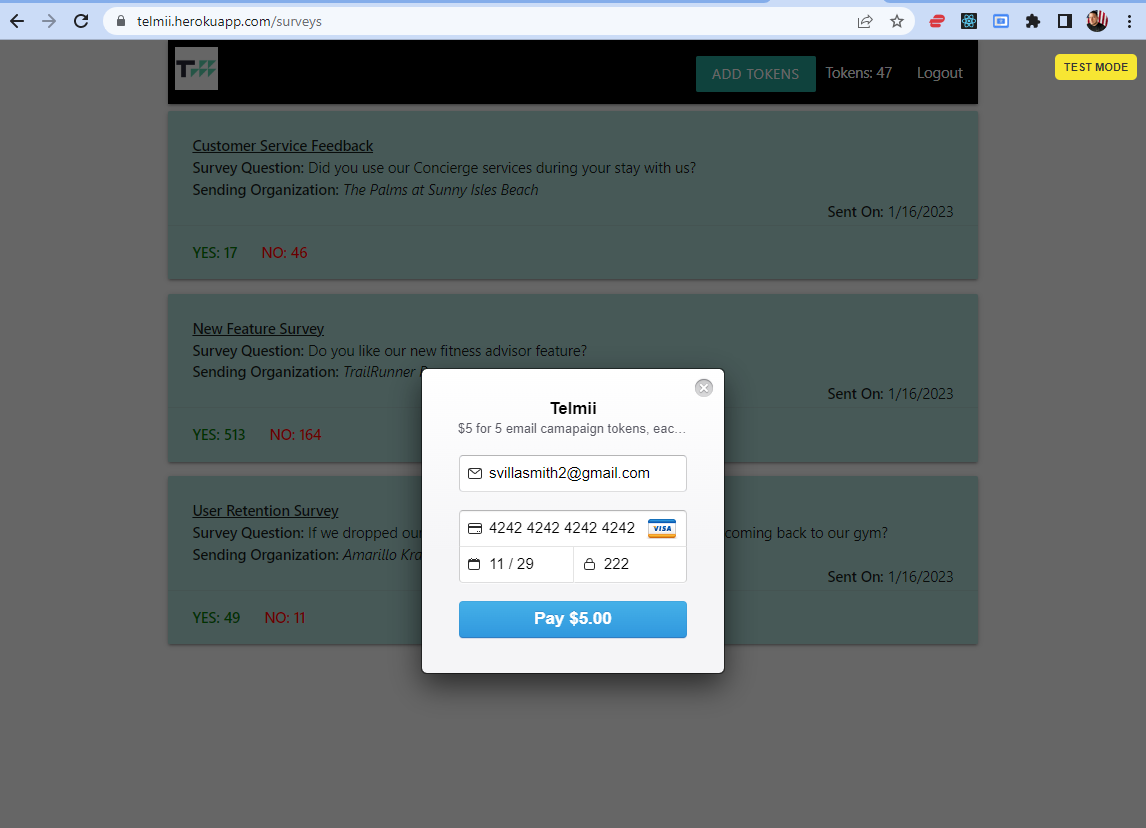 telmii.herokuapp.com/surveys
T
ADD TOKENS Tokens: 47 Logout
TEST MODE
Customer Service Feedback
Survey Question: Did you use our Concierge services during your stay with us?
Sending Organization: The Palms at Sunny Isles Beach
Sent On: 1/16/2023
YES: 17 NO: 46
New Feature Survey
Survey Question: Do you like our new fitness advisor feature?
Sending Organization: TrailRunner
Sent On: 1/16/2023
YES: 513 NO: 164
User Retention Survey
Survey Question: If we dropped our coming back to our gym?
Sending Organization: Amarillo
Sent On: 1/16/2023
YES: 49 NO: 11
Telmii
$5 for 5 email camapaign tokens, eac...
svillasmith2@gmail.com
4242 4242 4242 4242 VISA
11 / 29 222
Pay $5.00